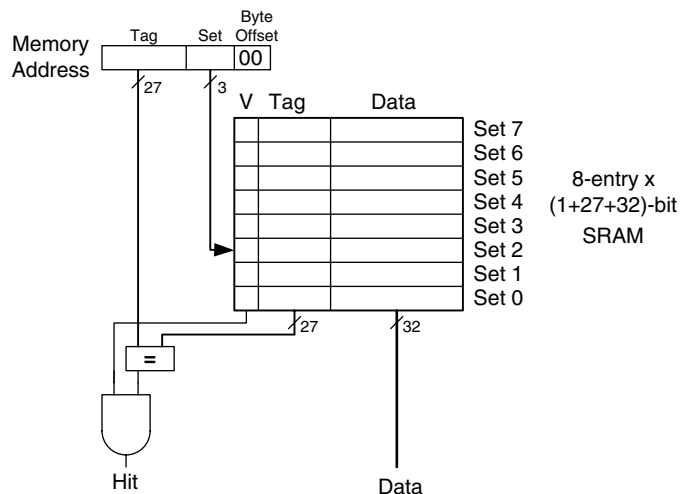 Byte
Tag Set Offset
Memory
Address
00
27 3
V Tag Data
Set 7
Set 6
Set 5
Set 4
Set 3
Set 2
Set 1
Set 0
8-entry x
(1+27+32)-bit
SRAM
27 32
=
Hit
Data